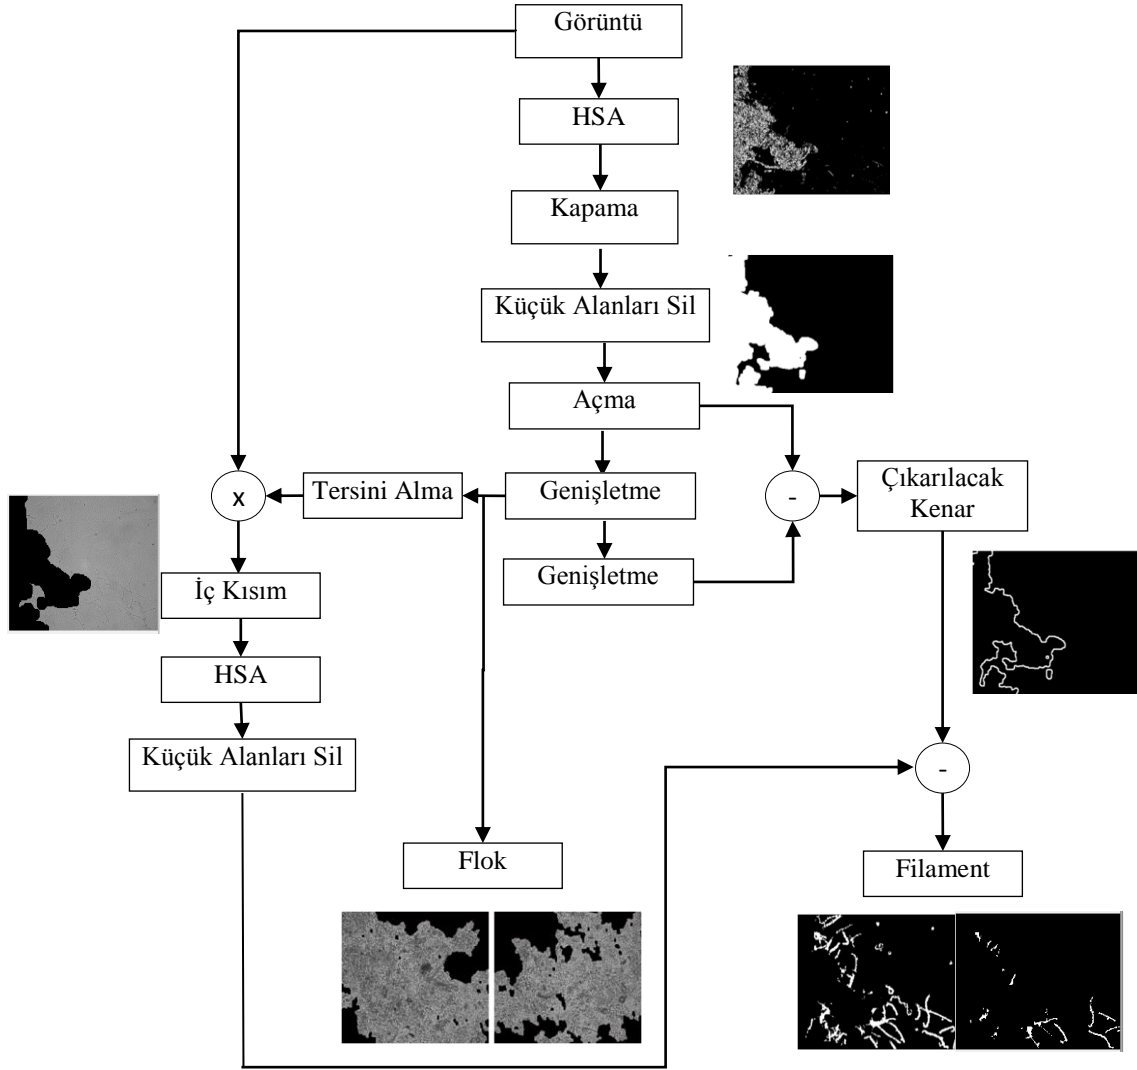 Görüntü
HSA
Kapama
Küçük Alanları Sil
Açma
x
Tersini Alma
Genişletme
-
Çıkarılacak
Kenar
Genişletme
İç Kısım
HSA
Küçük Alanları Sil
-
Flok
Filament